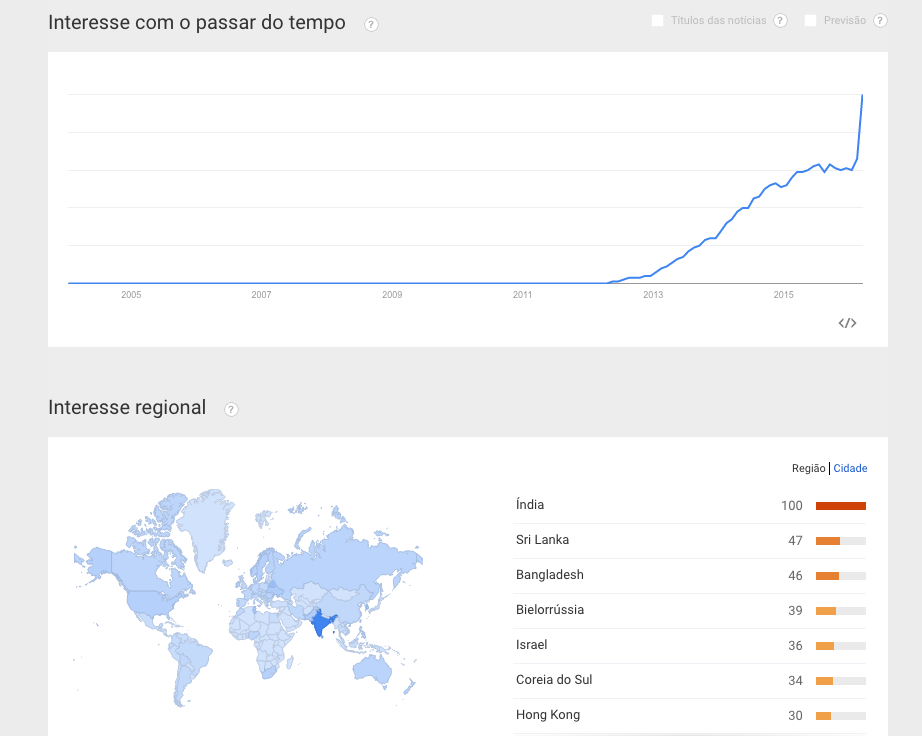 Interesse com o passar do tempo ?
Títulos das notícias ? Previsão ?
2005 2007 2009 2011 2013 2015
</>
Interesse regional ?
Região | Cidade
Índia 100
Sri Lanka 47
Bangladesh 46
Bielorrússia 39
Israel 36
Coreia do Sul 34
Hong Kong 30